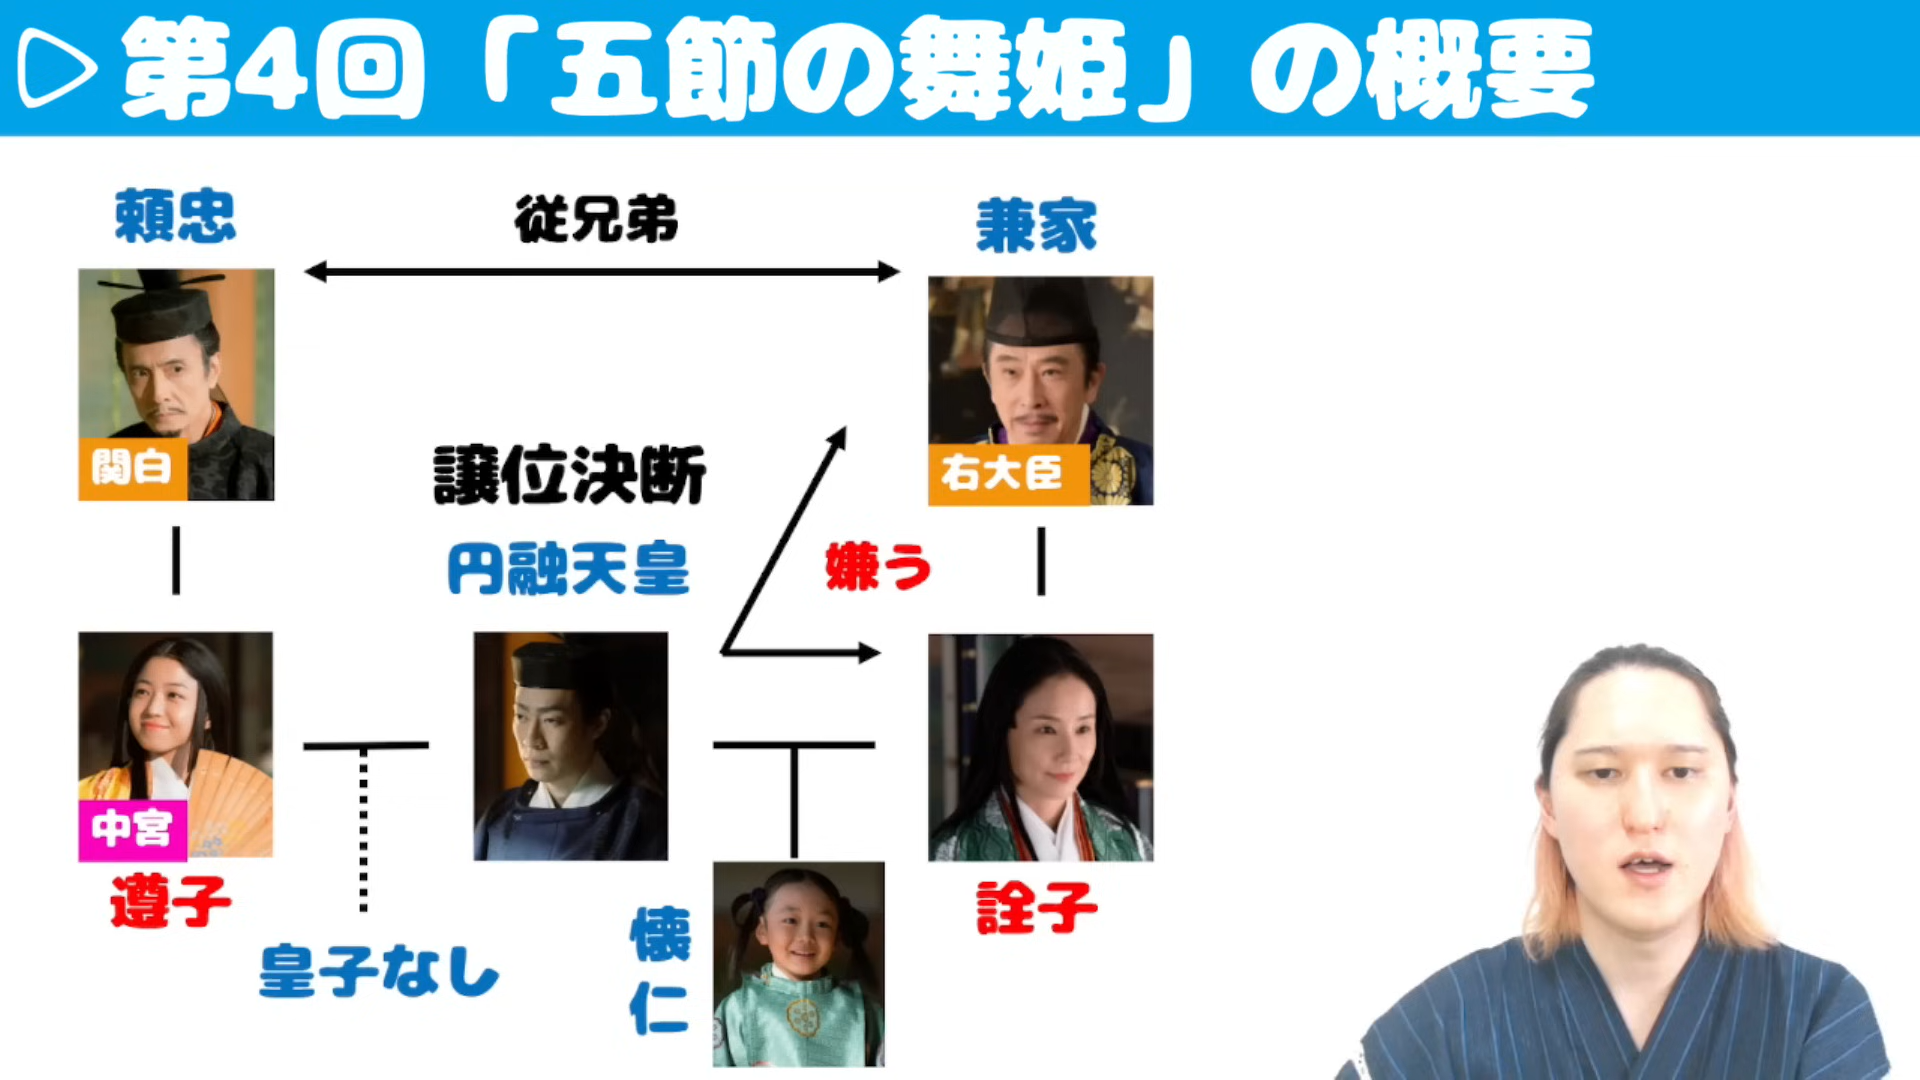 第4回「五節の舞姫」の概要
頼忠
従兄弟
兼家
関白
右大臣
譲位決断
円融天皇
嫌う
中宮
遵子
詮子
皇子なし
懐仁